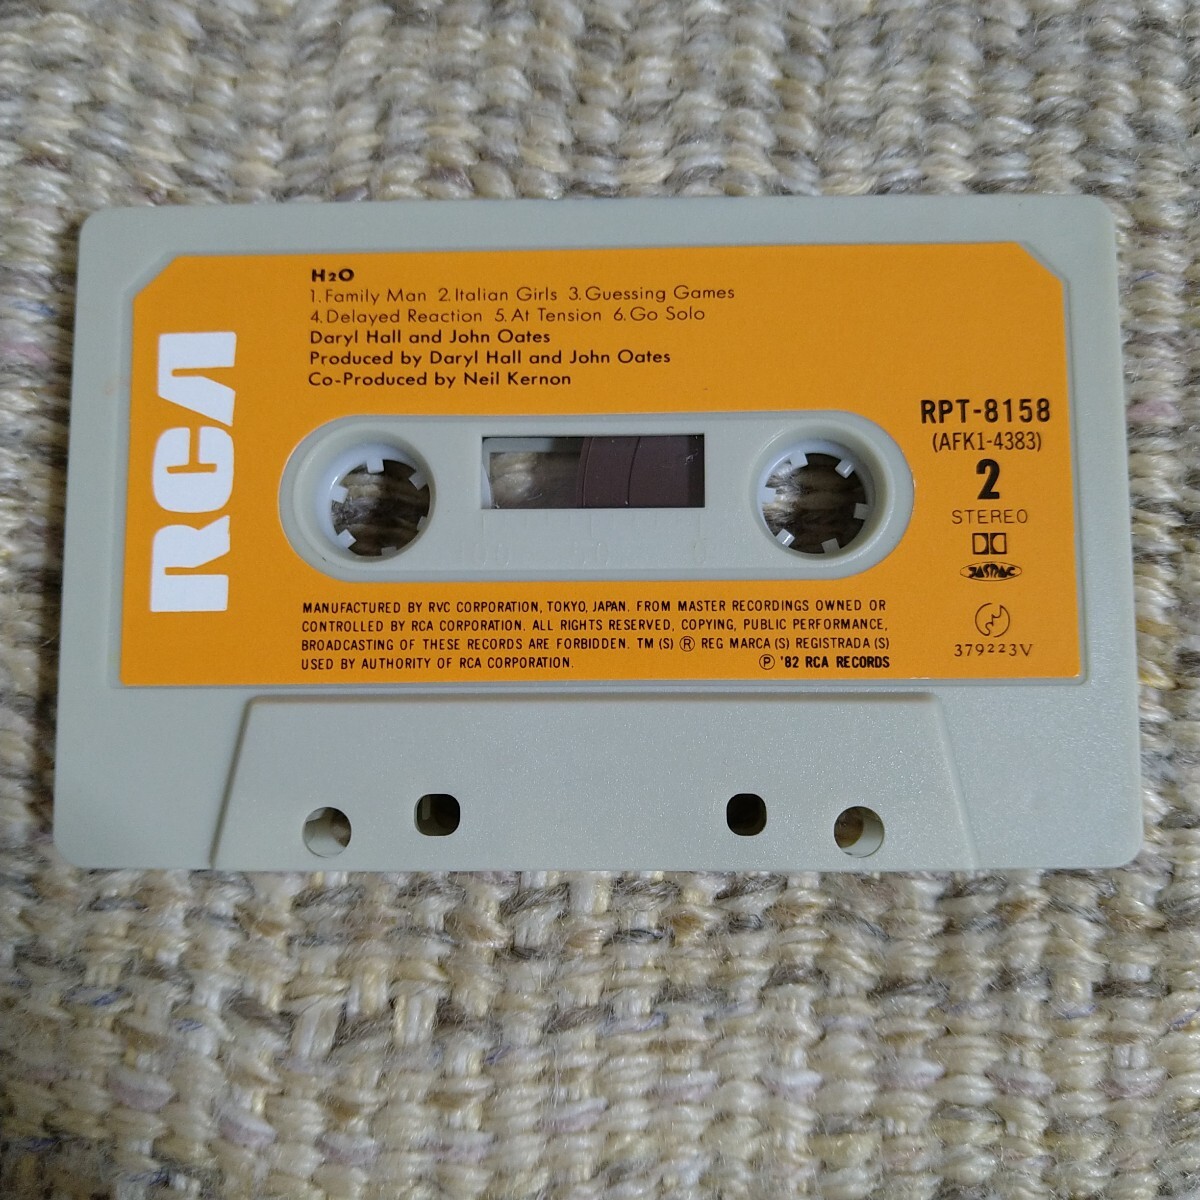 RCA
H2O
1. Family Man 2. Italian Girls 3. Guessing Games
4. Delayed Reaction 5. At Tension 6. Go Solo
Daryl Hall and John Oates
Produced by Daryl Hall and John Oates
Co-Produced by Neil Kernon
RPT-8158
(AFK1-4383)
2
STEREO
JASRAC
379223V
MANUFACTURED BY RVC CORPORATION, TOKYO, JAPAN. FROM MASTER RECORDINGS OWNED OR
CONTROLLED BY RCA CORPORATION. ALL RIGHTS RESERVED. COPYING, PUBLIC PERFORMANCE,
BROADCASTING OF THESE RECORDS ARE FORBIDDEN. TM (S) Ⓡ REG MARCA (S) REGISTRADA (S)
USED BY AUTHORITY OF RCA CORPORATION.
Ⓟ '82 RCA RECORDS